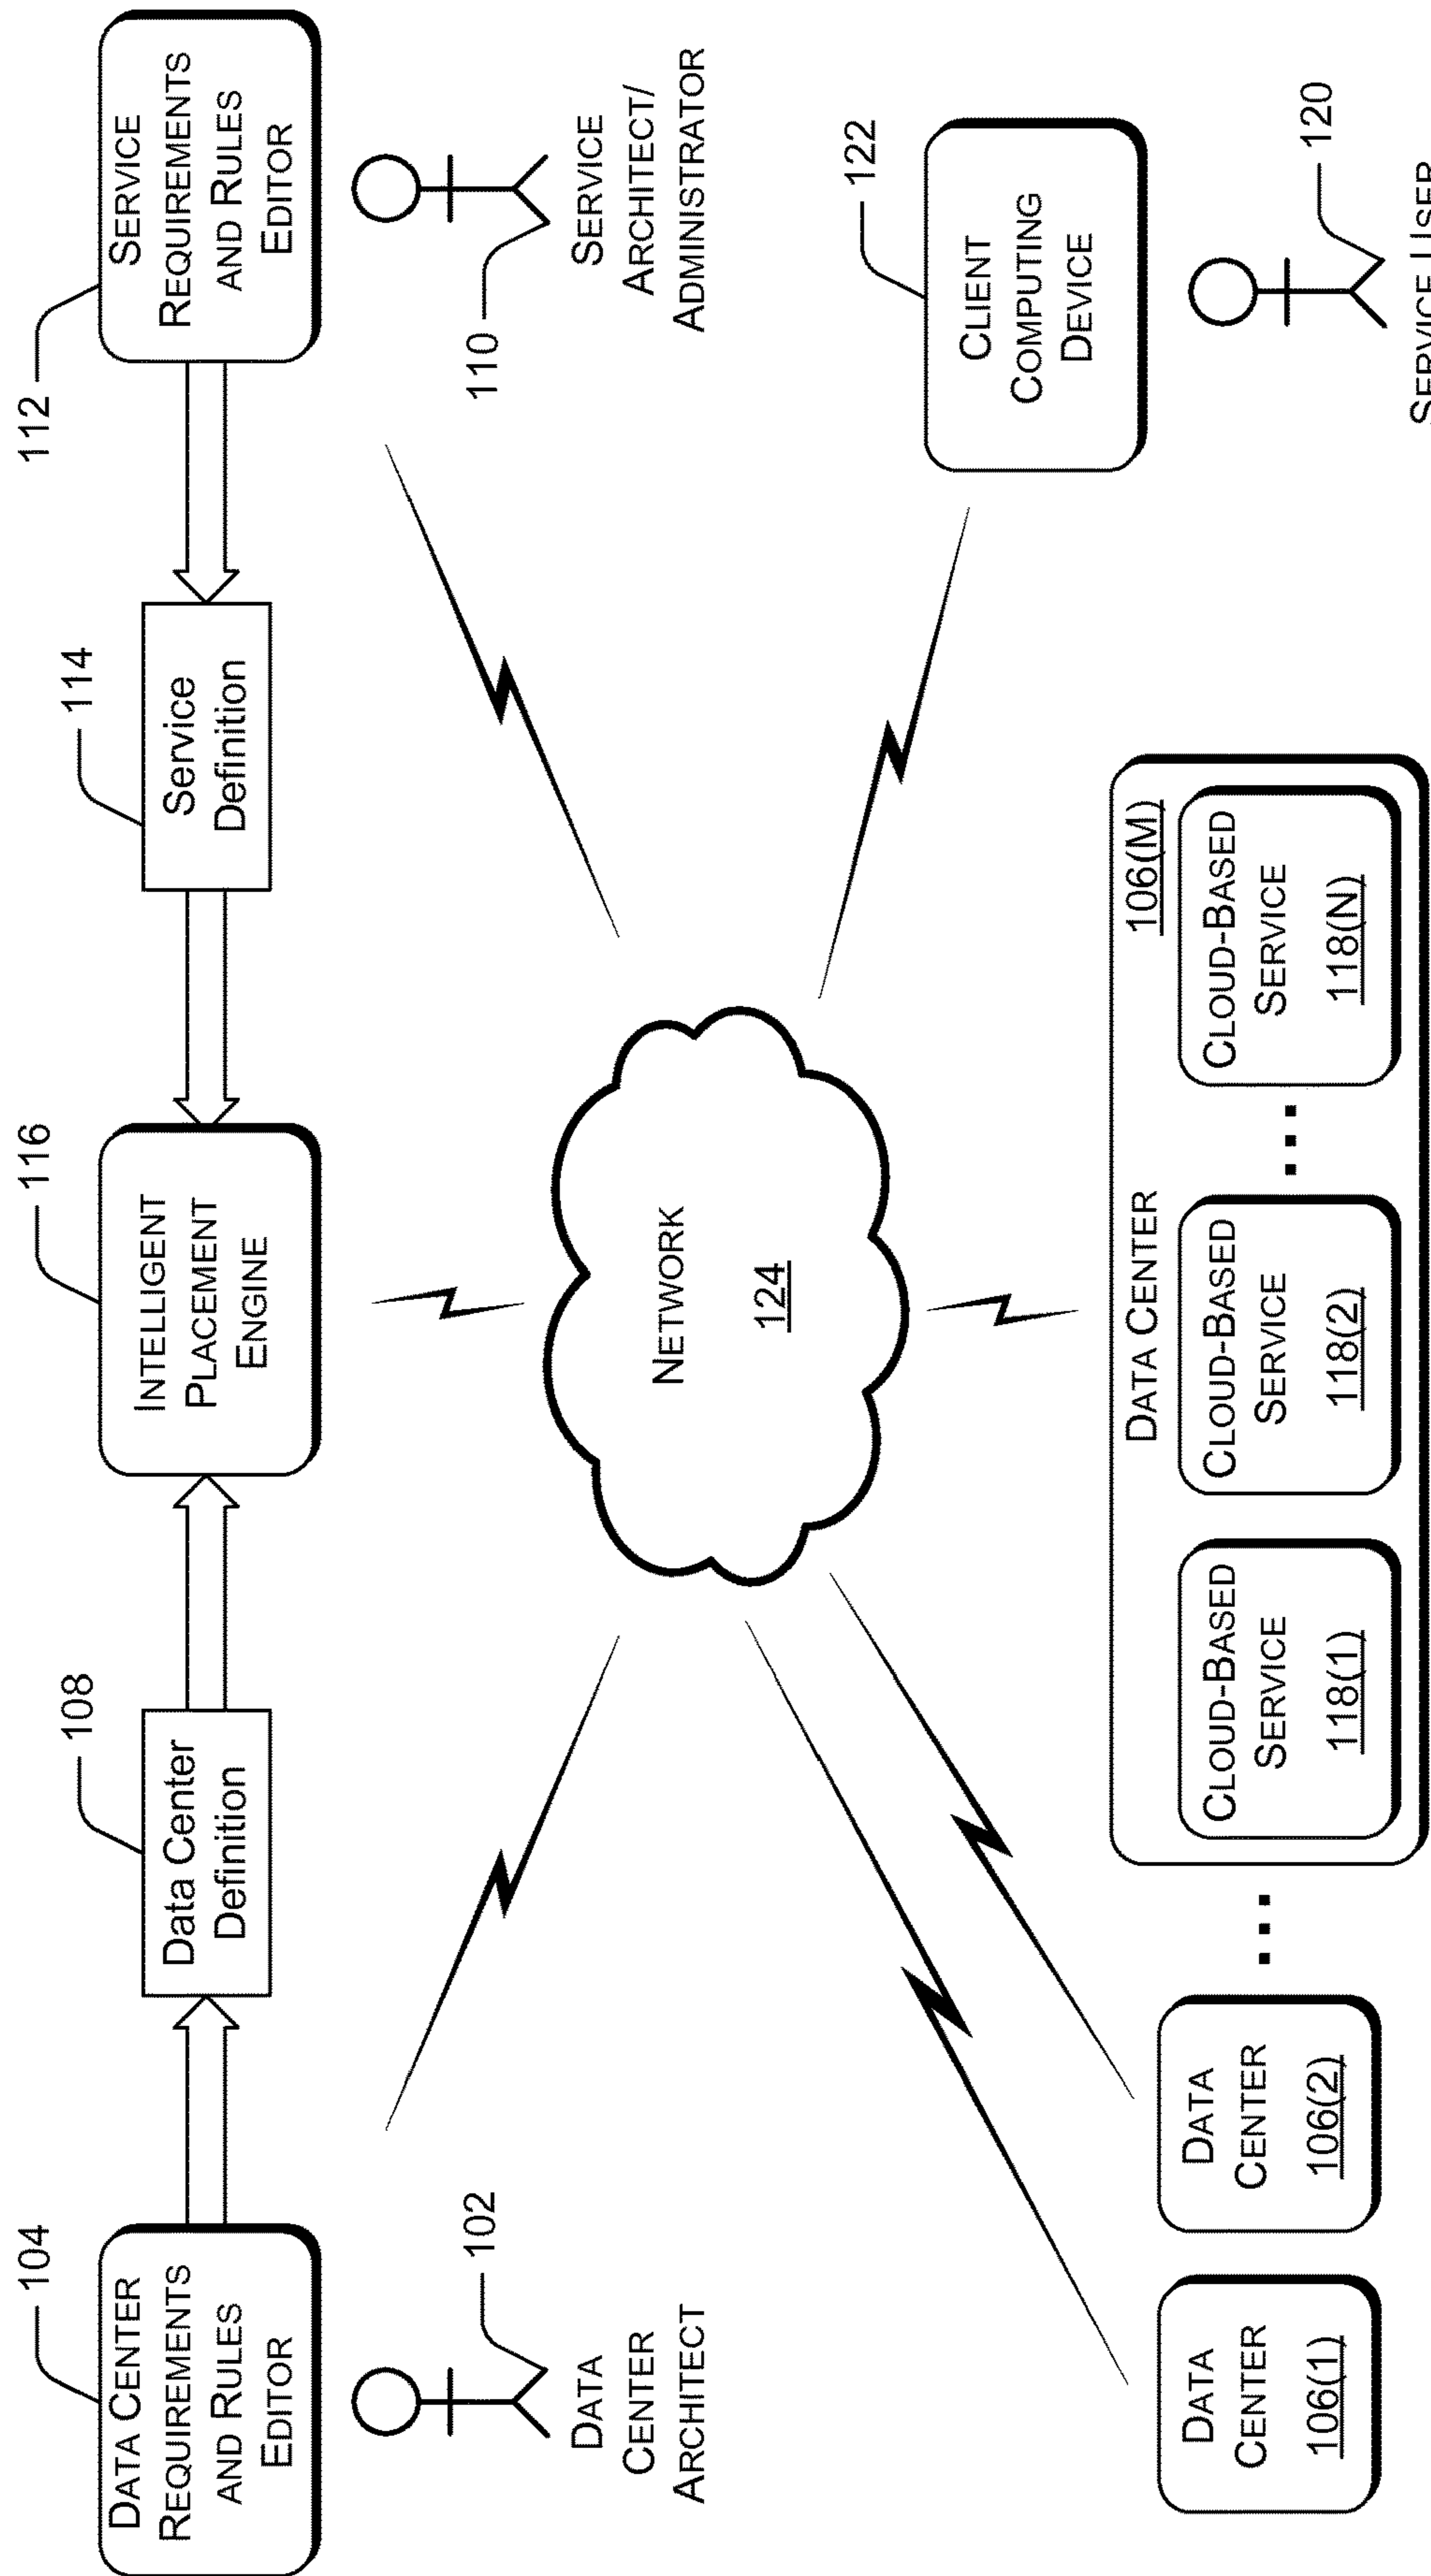 104
DATA CENTER
REQUIREMENTS
AND RULES
EDITOR
108
Data Center
Definition
116
INTELLIGENT
PLACEMENT
ENGINE
114
Service
Definition
112
SERVICE
REQUIREMENTS
AND RULES
EDITOR
102
DATA
CENTER
ARCHITECT
110
SERVICE
ARCHITECT/
ADMINISTRATOR
NETWORK
124
122
CLIENT
COMPUTING
DEVICE
120
SERVICE USER
DATA
CENTER
106(1)
DATA
CENTER
106(2)
...
DATA CENTER
106(M)
CLOUD-BASED
SERVICE
118(1)
CLOUD-BASED
SERVICE
118(2)
...
CLOUD-BASED
SERVICE
118(N)